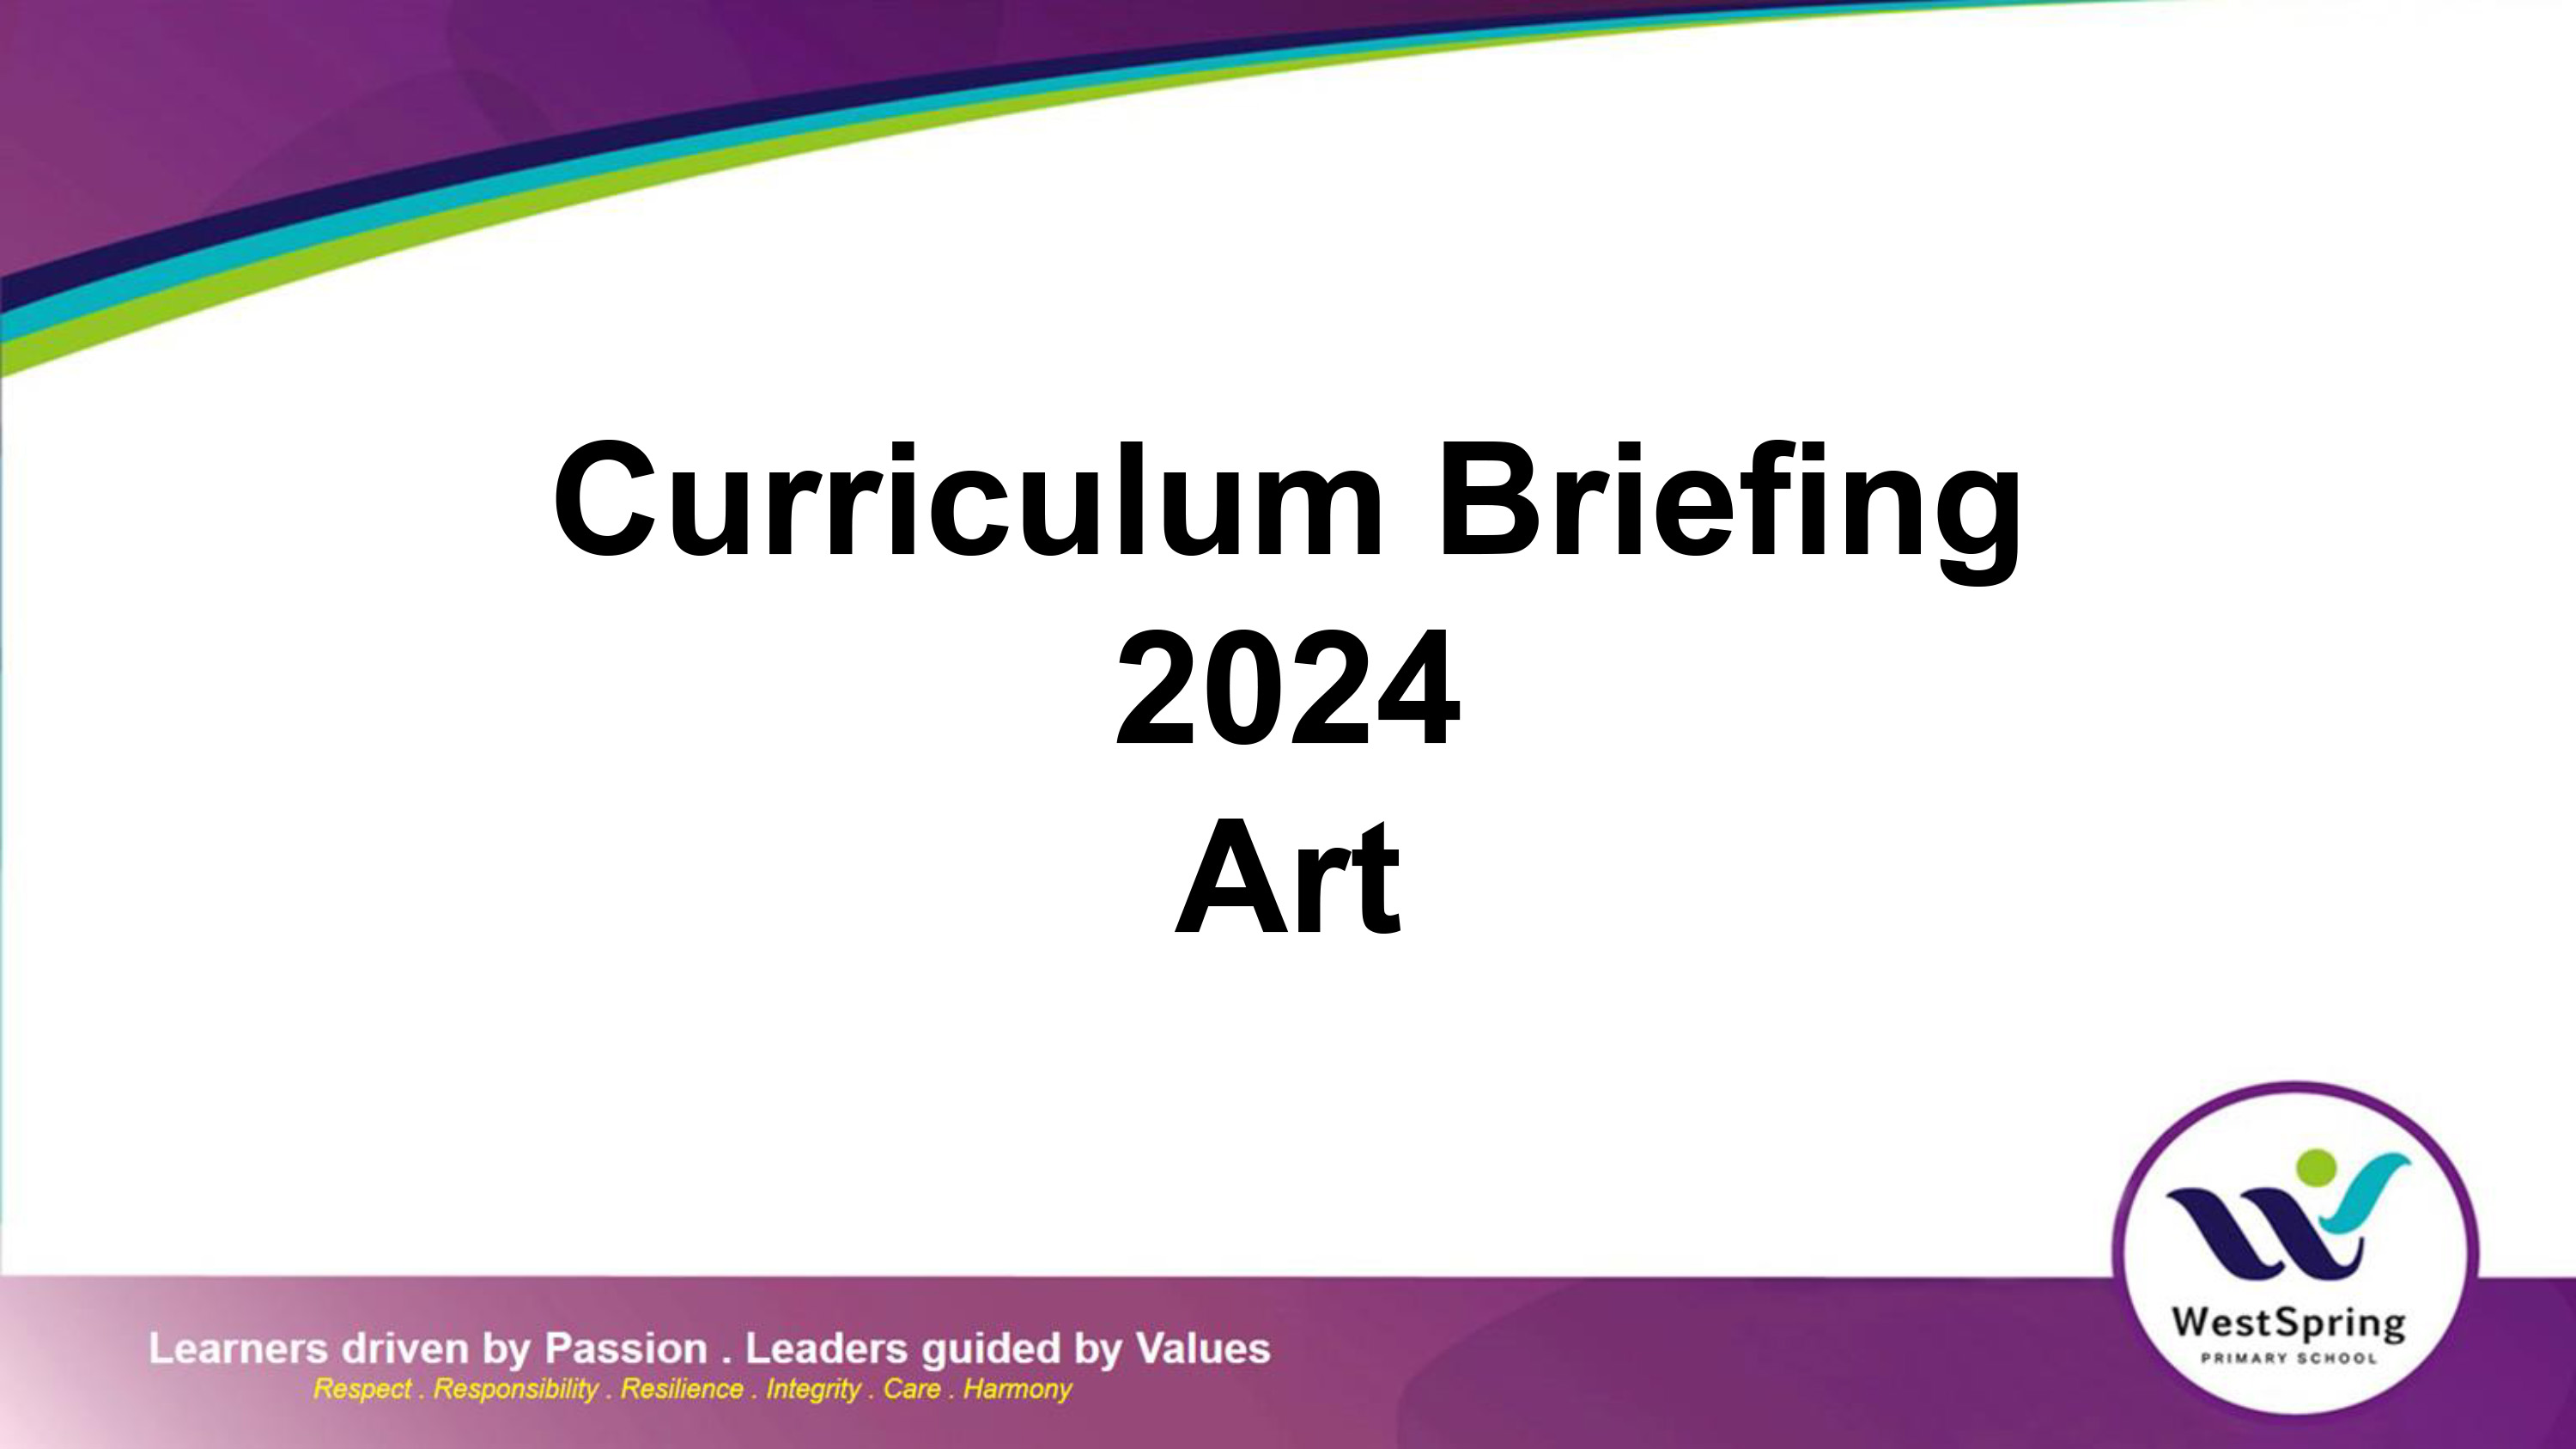 Curriculum Briefing
2024
Art
WestSpring
PRIMARY SCHOOL
Learners driven by Passion . Leaders guided by Values
Respect . Responsibility . Resilience . Integrity . Care . Harmony